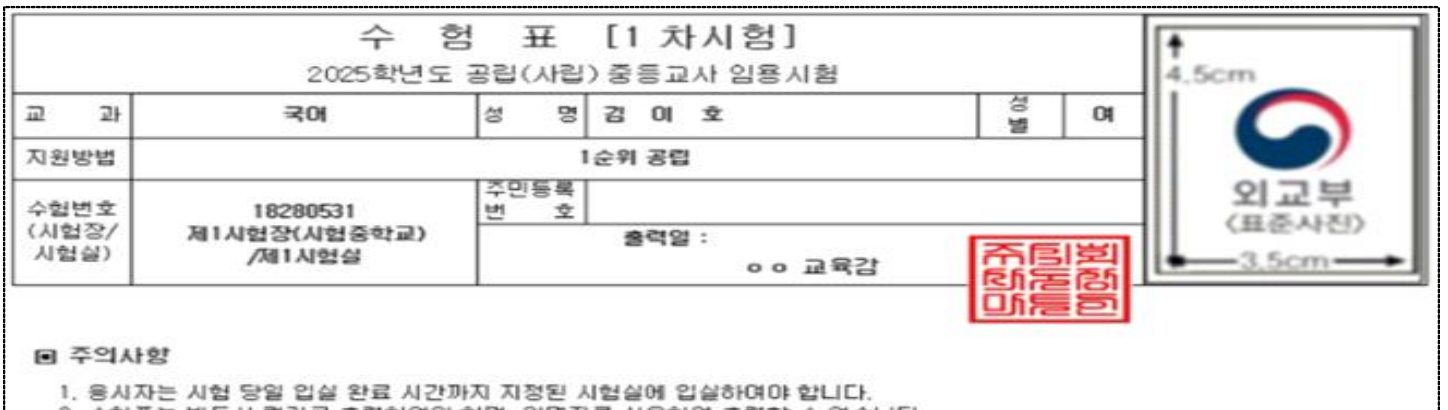 수 험 표 [1 차시험]
2025학년도 공립(사립) 중등교사 임용시험
교 과 국어 성 명 김 이 호 성별 여
지원방법 1순위 공립
수험번호
(시험장/
시험실)
18280531
제1시험장(시험중학교)
/제1시험실
주민등록
번 호
출력일 :
ㅇㅇ 교육감
4.5cm
외교부
(표준사진)
3.5cm
▣ 주의사항
1. 응시자는 시험 당일 입실 완료 시간까지 지정된 시험실에 입실하여야 합니다.